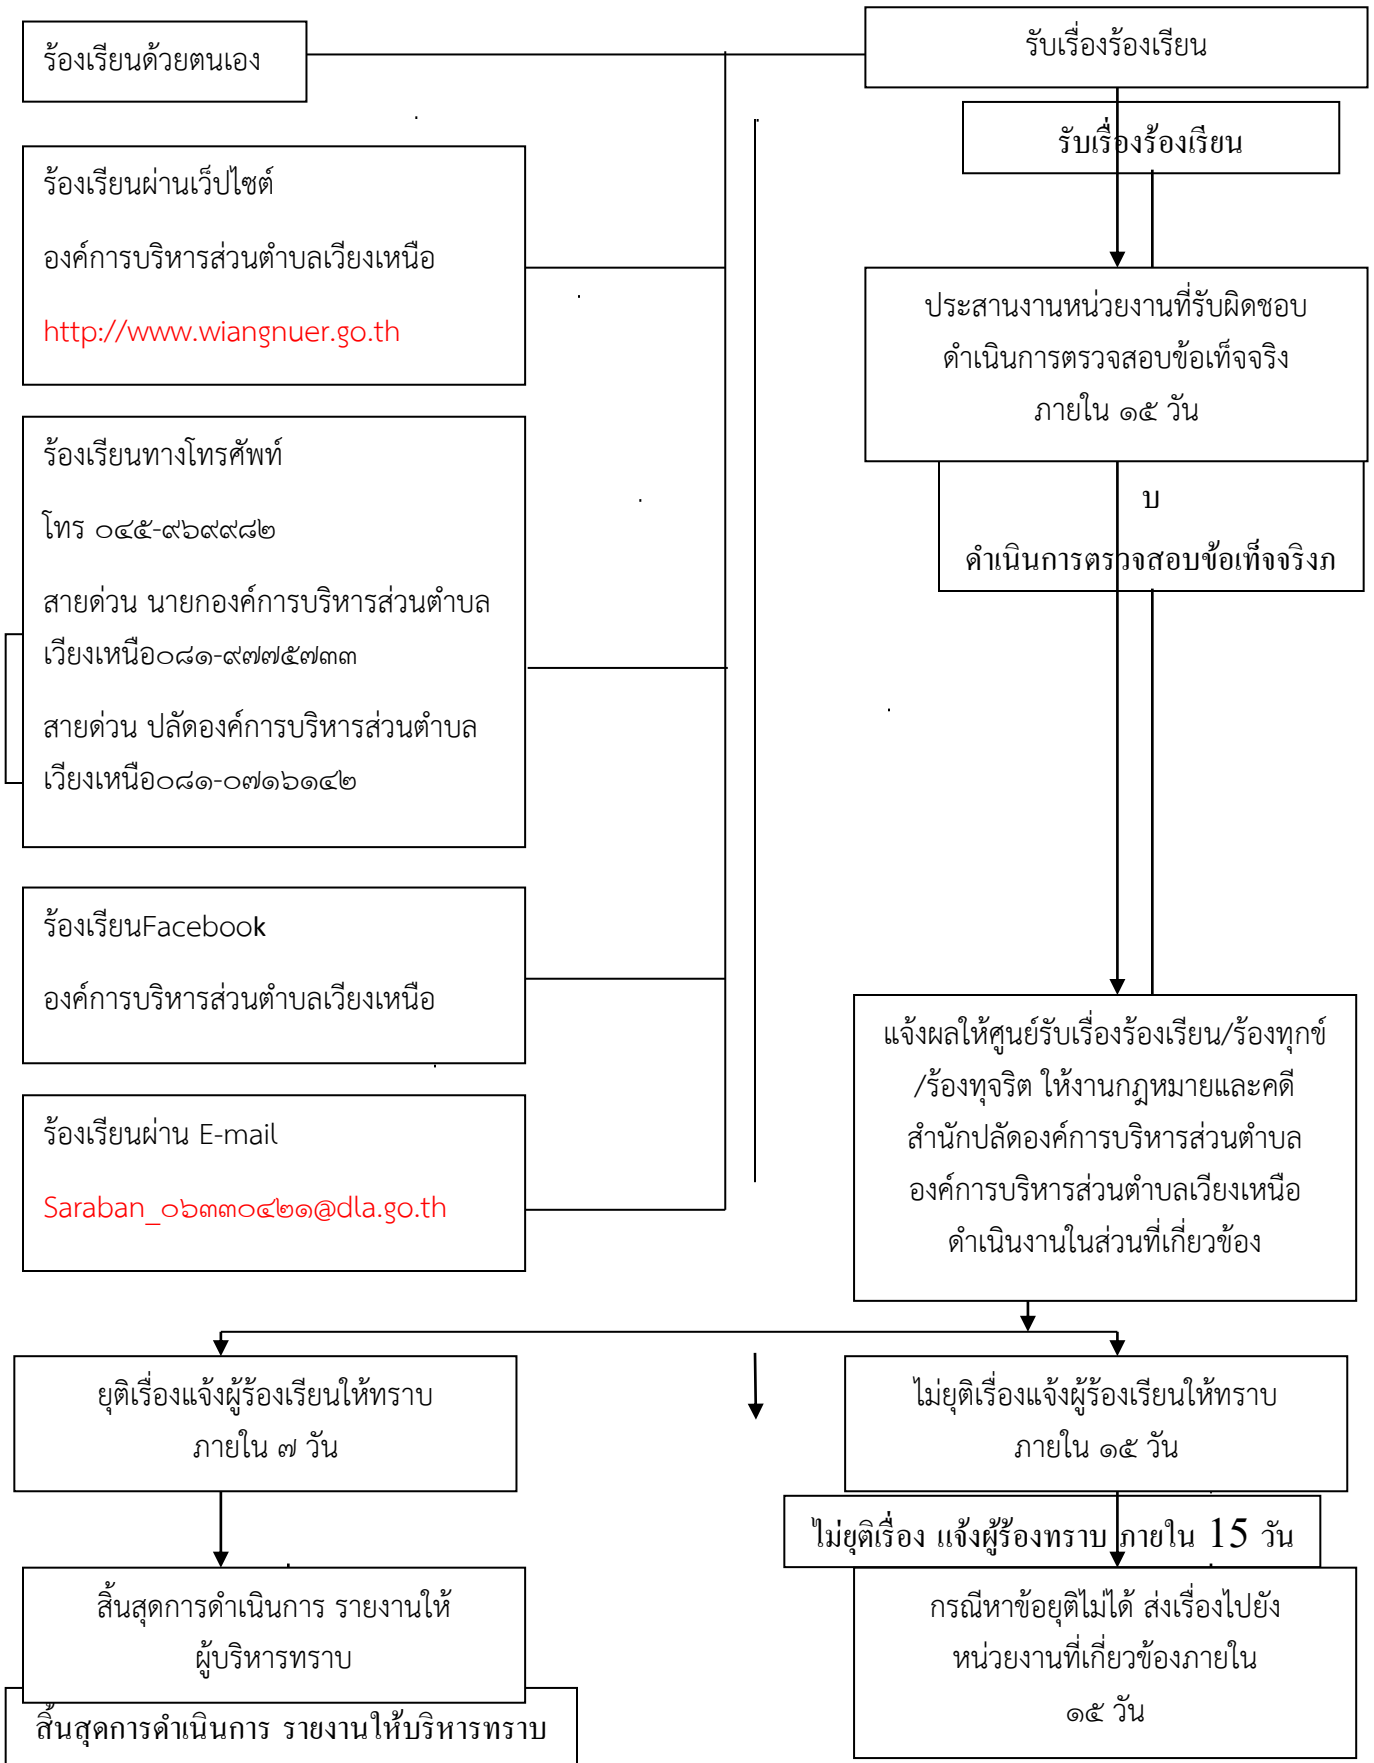 ร้องเรียนด้วยตนเอง
ร้องเรียนผ่านเว็ปไซต์
องค์การบริหารส่วนตำบลเวียงเหนือ
http://www.wiangnuer.go.th
ร้องเรียนทางโทรศัพท์
โทร ๐๔๕-๙๖๙๙๘๒
สายด่วน นายกองค์การบริหารส่วนตำบล
เวียงเหนือ๐๘๑-๙๗๗๕๗๓๓
สายด่วน ปลัดองค์การบริหารส่วนตำบล
เวียงเหนือ๐๘๑-๐๗๑๖๑๔๒
ร้องเรียนFacebook
องค์การบริหารส่วนตำบลเวียงเหนือ
ร้องเรียนผ่าน E-mail
Saraban_๐๖๓๓๐๔๒๑@dla.go.th
รับเรื่องร้องเรียน
รับเรื่องร้องเรียน
ประสานงานหน่วยงานที่รับผิดชอบ
ดำเนินการตรวจสอบข้อเท็จจริง
ภายใน ๑๕ วัน
บ
ดำเนินการตรวจสอบข้อเท็จจริงภ
แจ้งผลให้ศูนย์รับเรื่องร้องเรียน/ร้องทุกข์
/ร้องทุจริต ให้งานกฎหมายและคดี
สำนักปลัดองค์การบริหารส่วนตำบล
องค์การบริหารส่วนตำบลเวียงเหนือ
ดำเนินงานในส่วนที่เกี่ยวข้อง
ยุติเรื่องแจ้งผู้ร้องเรียนให้ทราบ
ภายใน ๗ วัน
สิ้นสุดการดำเนินการ รายงานให้
ผู้บริหารทราบ
สิ้นสุดการดำเนินการ รายงานให้บริหารทราบ
ไม่ยุติเรื่องแจ้งผู้ร้องเรียนให้ทราบ
ภายใน ๑๕ วัน
ไม่ยุติเรื่อง แจ้งผู้ร้องทราบ ภายใน 15 วัน
กรณีหาข้อยุติไม่ได้ ส่งเรื่องไปยัง
หน่วยงานที่เกี่ยวข้องภายใน
๑๕ วัน